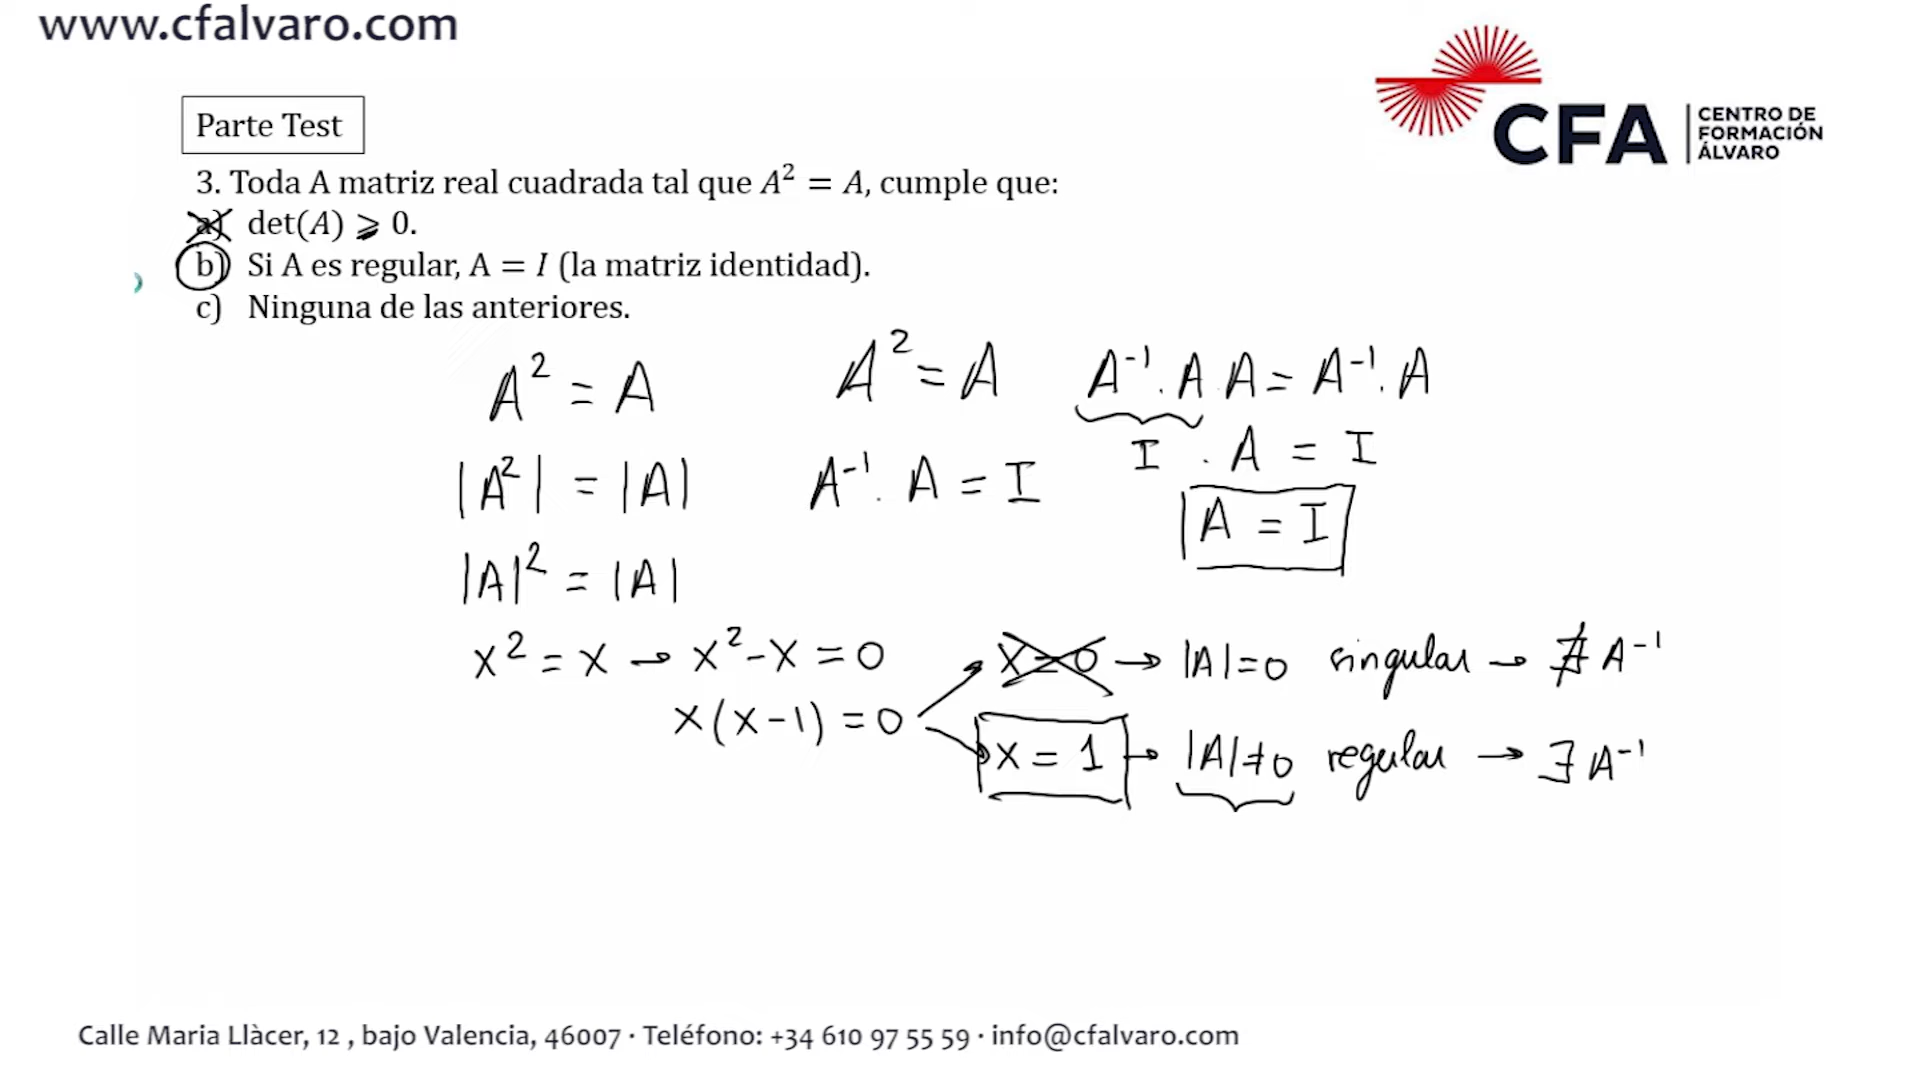 www.cfalvaro.com
CFA
CENTRO DE
FORMACIÓN
ÁLVARO
Parte Test
3. Toda A matriz real cuadrada tal que A² = A, cumple que:
a) det(A) ⩾ 0.
b) Si A es regular, A = I (la matriz identidad).
c) Ninguna de las anteriores.
A² = A
|A²| = |A|
|A|² = |A|
x² = x → x² - x = 0
x(x-1) = 0
A² = A
A⁻¹ . A = I
A⁻¹ . A . A = A⁻¹ . A
I . A = I
A = I
x=0 → |A|=0 singular → ∄ A⁻¹
x = 1 → |A|≠0 regular → ∃ A⁻¹
Calle Maria Llàcer, 12 , bajo Valencia, 46007 · Teléfono: +34 610 97 55 59 · info@cfalvaro.com